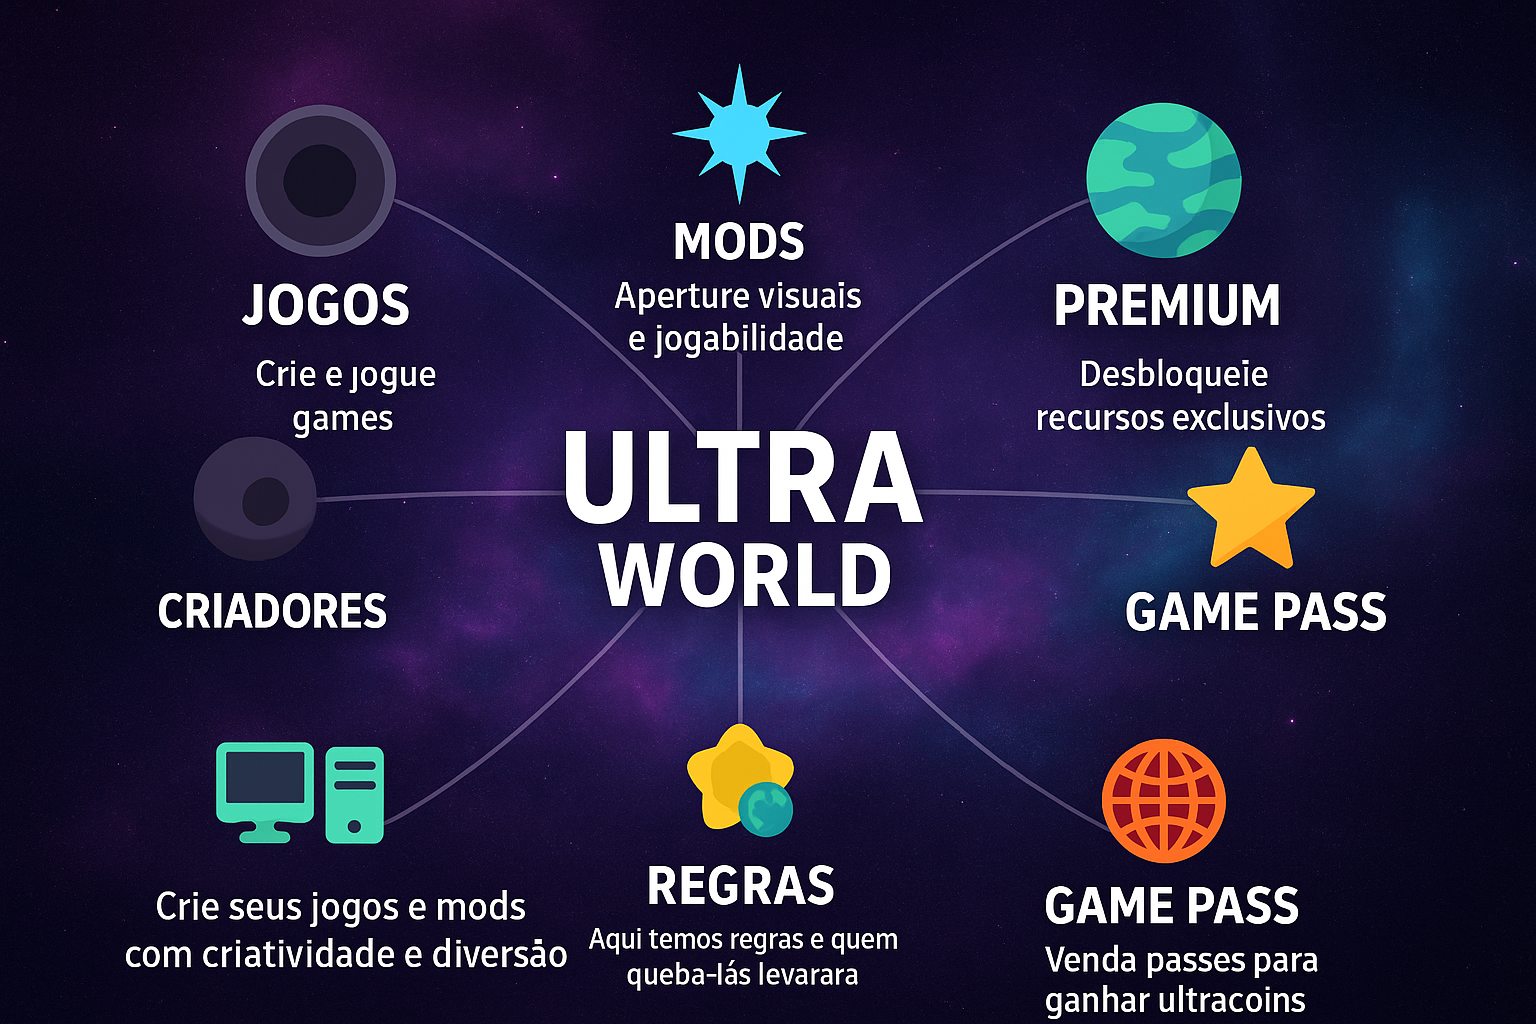 MODS
Aperture visuais
e jogabilidade
JOGOS
Crie e jogue
games
PREMIUM
Desbloqueie
recursos exclusivos
ULTRA
WORLD
CRIADORES
GAME PASS
Crie seus jogos e mods
com criatividade e diversão
REGRAS
Aqui temos regras e quem
queba-lás levarara
GAME PASS
Venda passes para
ganhar ultracoins